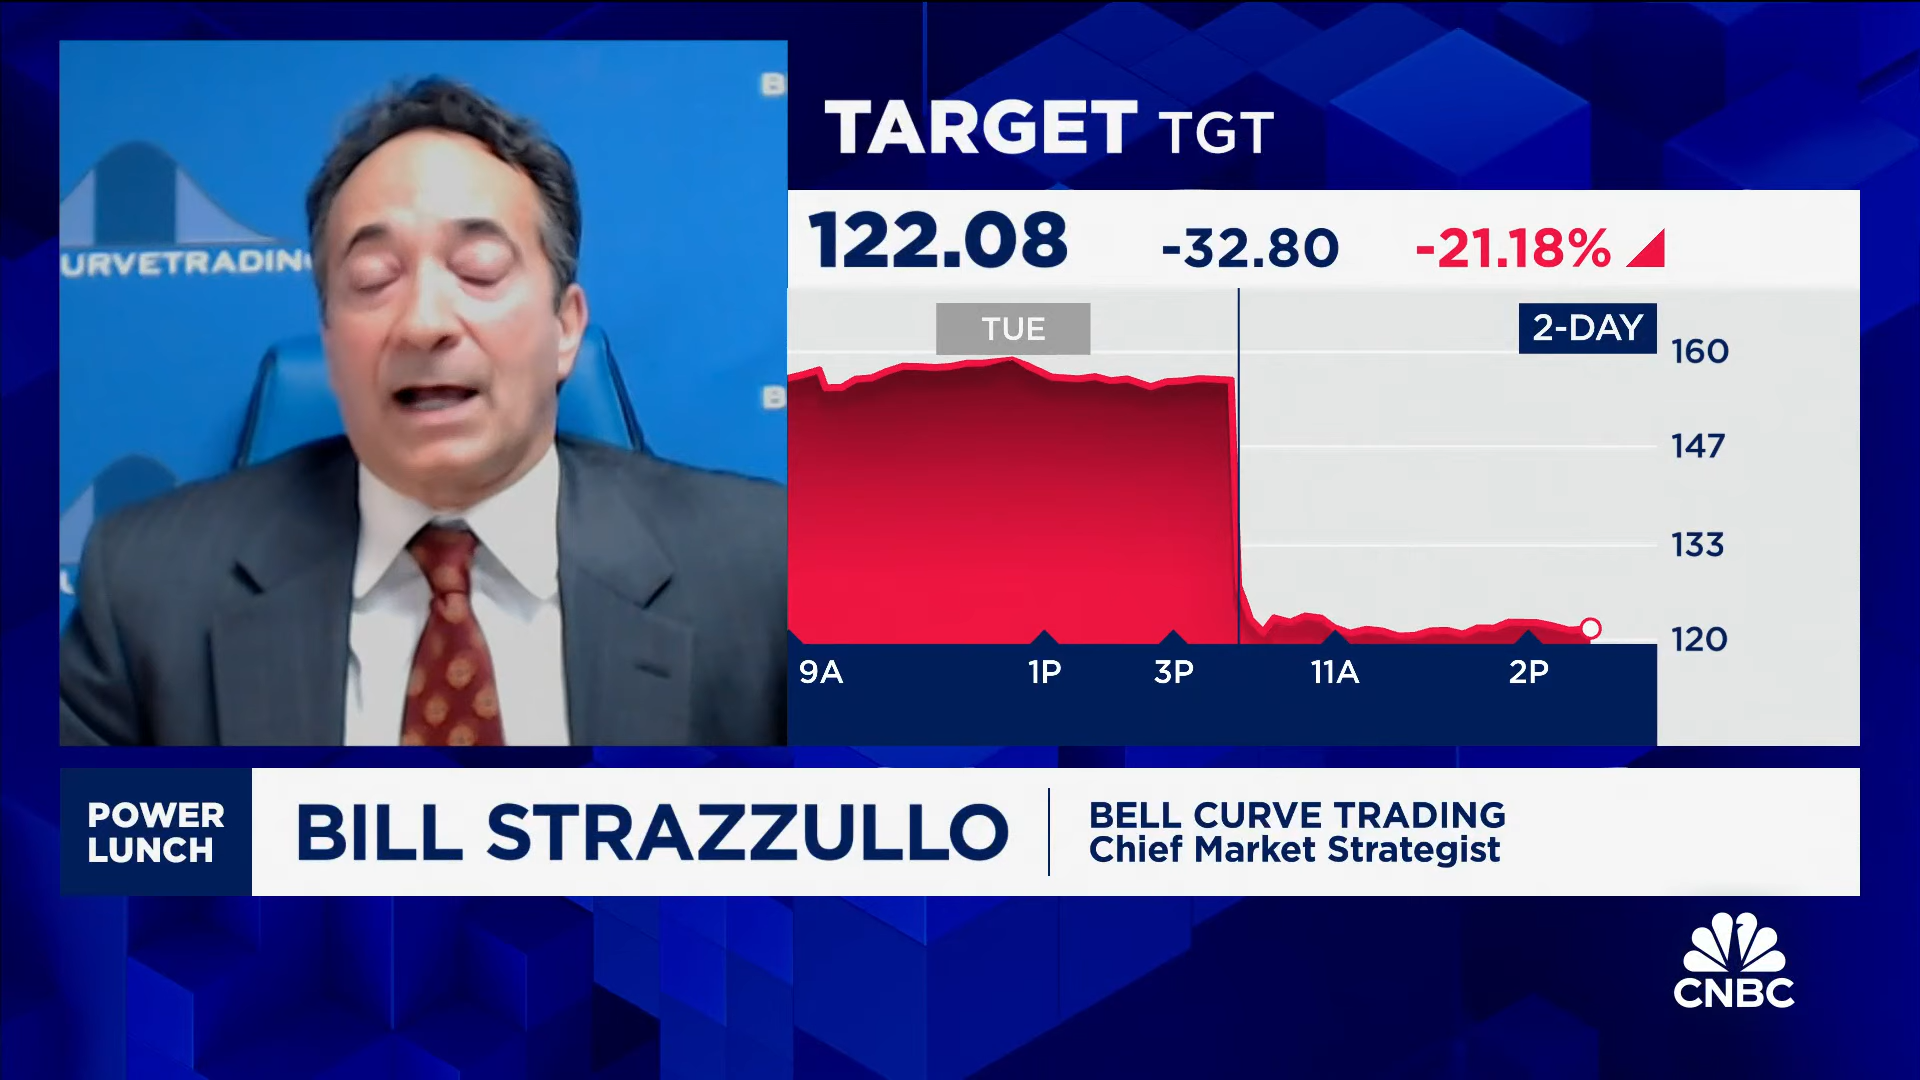 B
URVETRADIN
B
TARGET TGT
122.08 -32.80 -21.18%
TUE
2-DAY
160
147
133
120
9A 1P 3P 11A 2P
POWER
LUNCH
BILL STRAZZULLO
BELL CURVE TRADING
Chief Market Strategist
CNBC